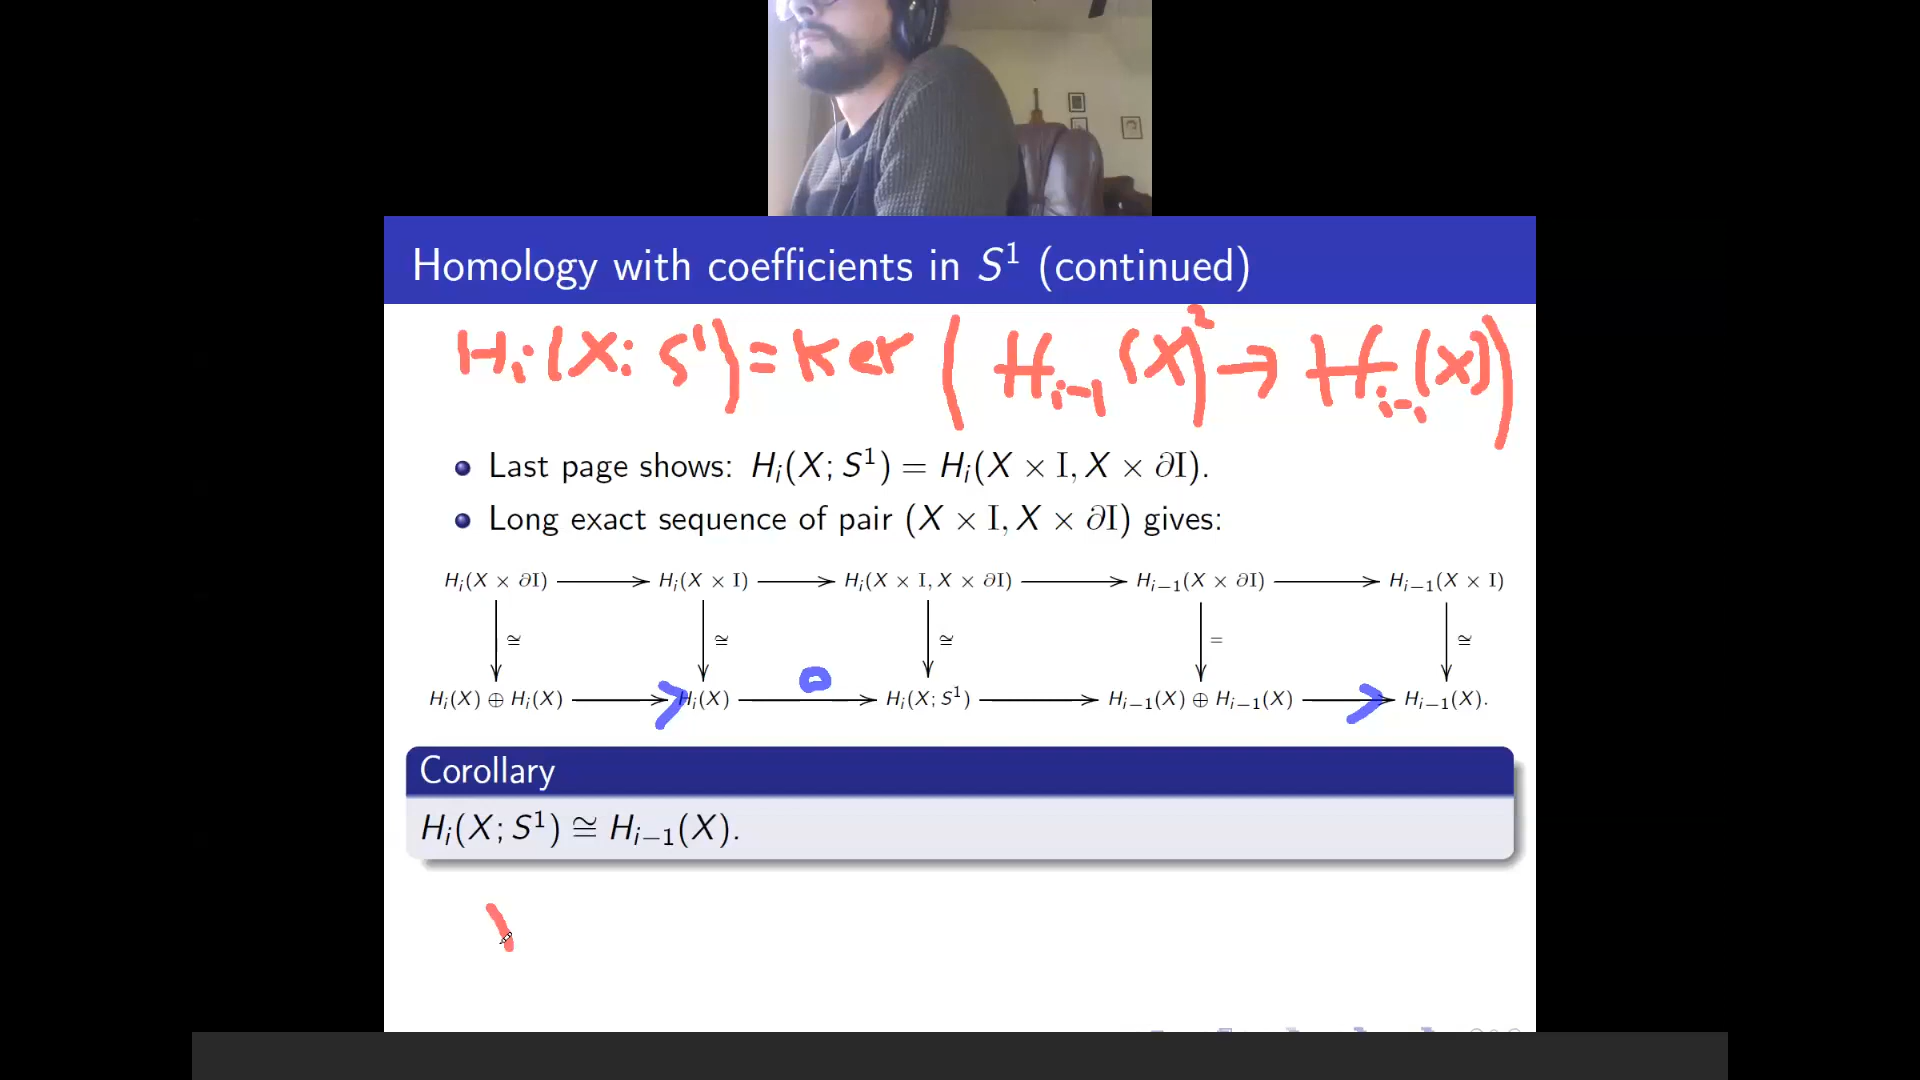 Homology with coefficients in S¹ (continued)
Hᵢ(X; S¹) = Ker ( Hᵢ₋₁ (X)² → Hᵢ₋₁(X))
Last page shows: Hᵢ(X; S¹) = Hᵢ(X × I, X × ∂I).
Long exact sequence of pair (X × I, X × ∂I) gives:
Hᵢ(X × ∂I) → Hᵢ(X × I) → Hᵢ(X × I, X × ∂I) → Hᵢ₋₁(X × ∂I) → Hᵢ₋₁(X × I)
≅ ≅ ≅ = ≅
0
Hᵢ(X) ⊕ Hᵢ(X) → Hᵢ(X) → Hᵢ(X; S¹) → Hᵢ₋₁(X) ⊕ Hᵢ₋₁(X) → Hᵢ₋₁(X).
Corollary
Hᵢ(X; S¹) ≅ Hᵢ₋₁(X).